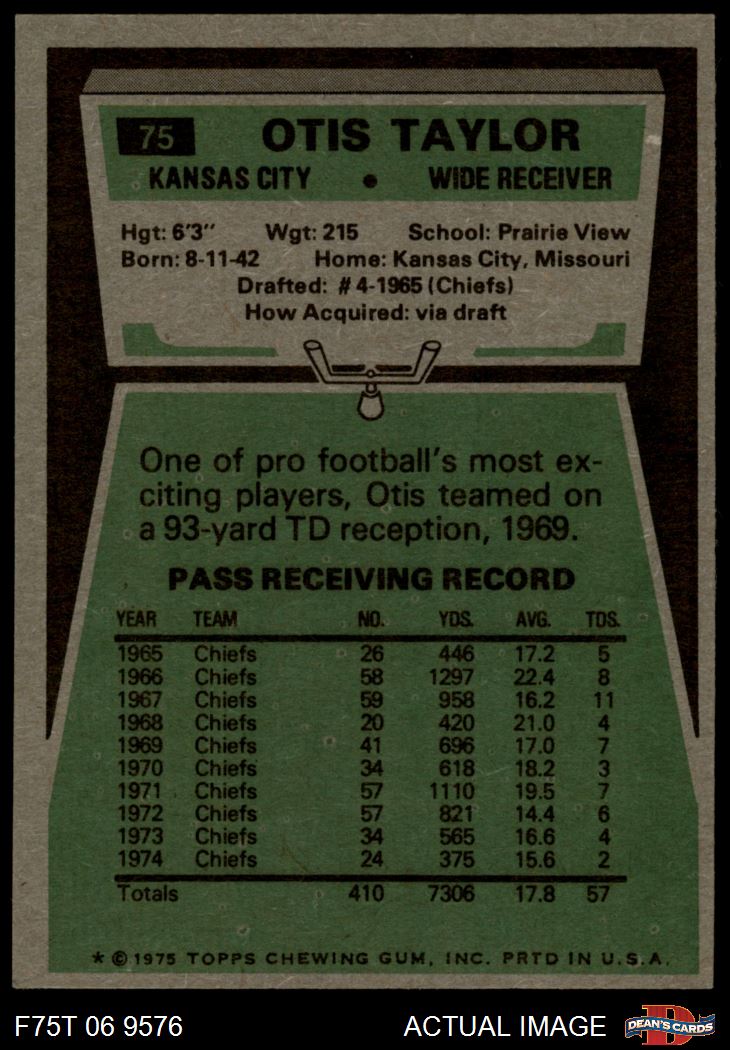 75 OTIS TAYLOR
KANSAS CITY • WIDE RECEIVER
Hgt: 6'3" Wgt: 215 School: Prairie View
Born: 8-11-42 Home: Kansas City, Missouri
Drafted: #4-1965 (Chiefs)
How Acquired: via draft
One of pro football's most ex-
citing players, Otis teamed on
a 93-yard TD reception, 1969.
PASS RECEIVING RECORD
YEAR TEAM NO. YDS. AVG. TDS.
1965 Chiefs 26 446 17.2 5
1966 Chiefs 58 1297 22.4 8
1967 Chiefs 59 958 16.2 11
1968 Chiefs 20 420 21.0 4
1969 Chiefs 41 696 17.0 7
1970 Chiefs 34 618 18.2 3
1971 Chiefs 57 1110 19.5 7
1972 Chiefs 57 821 14.4 6
1973 Chiefs 34 565 16.6 4
1974 Chiefs 24 375 15.6 2
Totals 410 7306 17.8 57
* © 1975 TOPPS CHEWING GUM, INC. PRTD IN U.S.A.
F75T 06 9576 ACTUAL IMAGE D DEAN'S CARDS